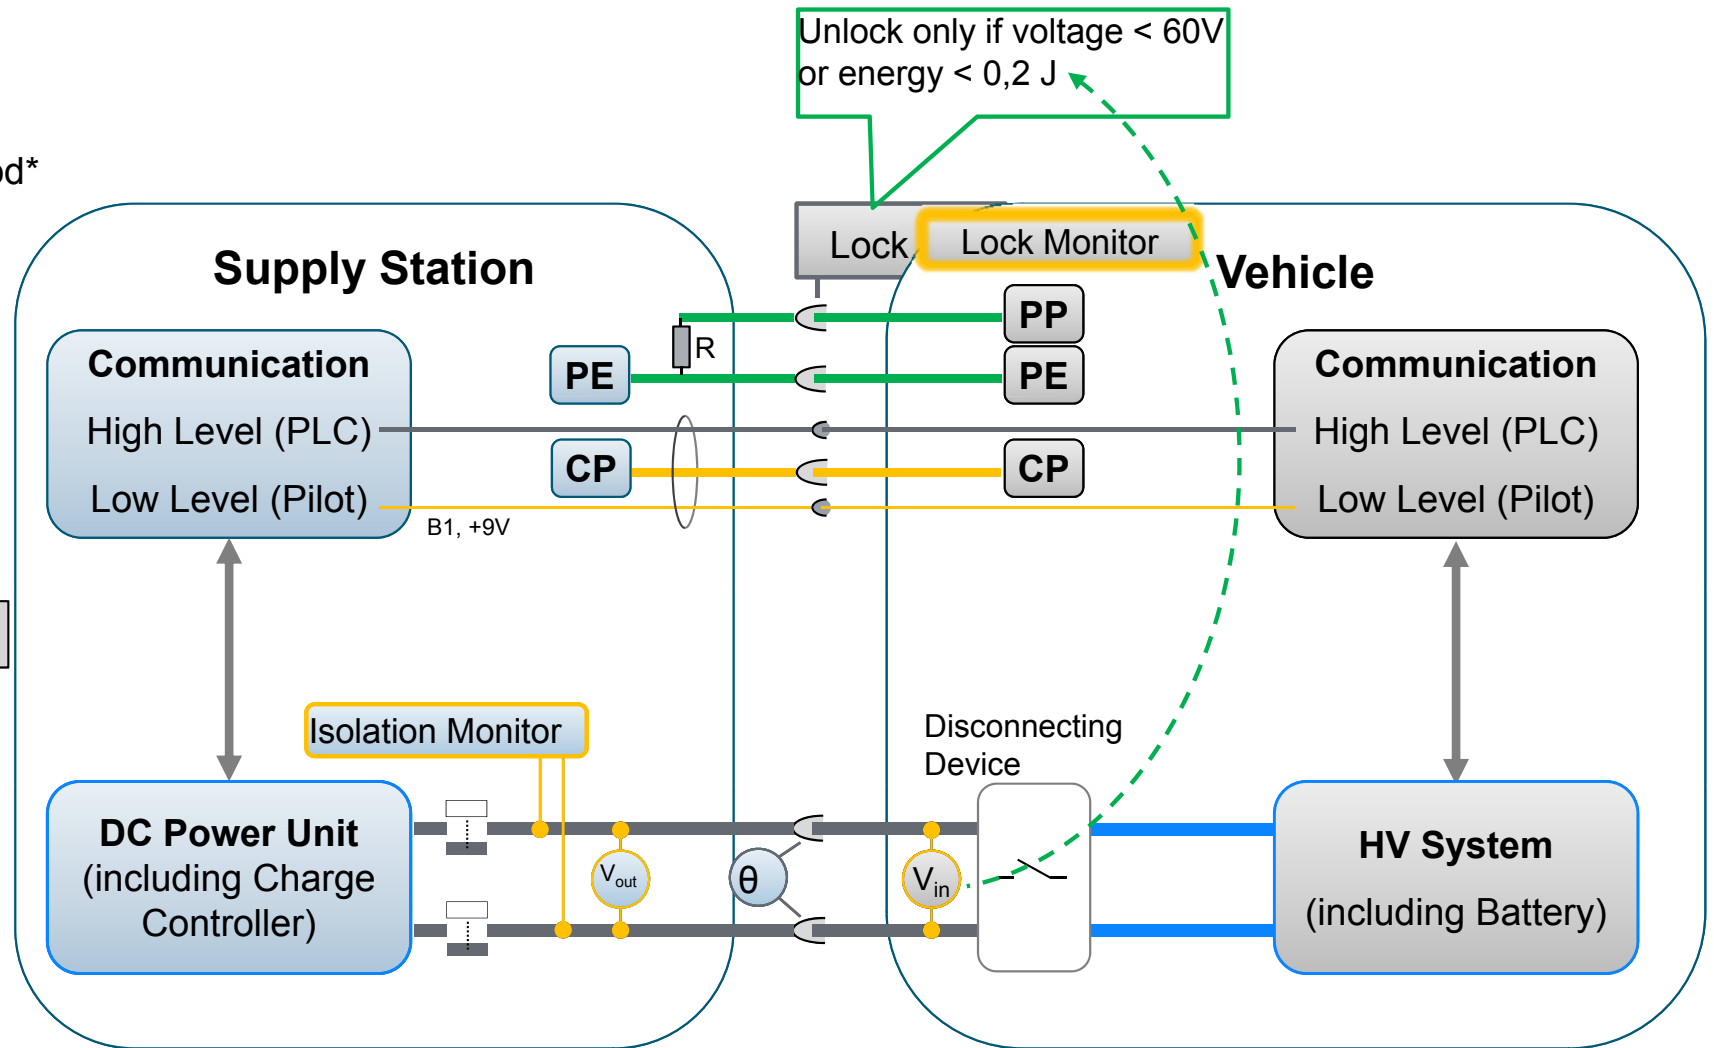 Unlock only if voltage < 60V
or energy < 0,2 J
od*
Supply Station
Lock
Lock Monitor
Vehicle
Communication
High Level (PLC)
Low Level (Pilot)
B1, +9V
PE
R
CP
PP
PE
CP
Communication
High Level (PLC)
Low Level (Pilot)
Isolation Monitor
Disconnecting
Device
DC Power Unit
(including Charge
Controller)
Vout
θ
Vin
HV System
(including Battery)